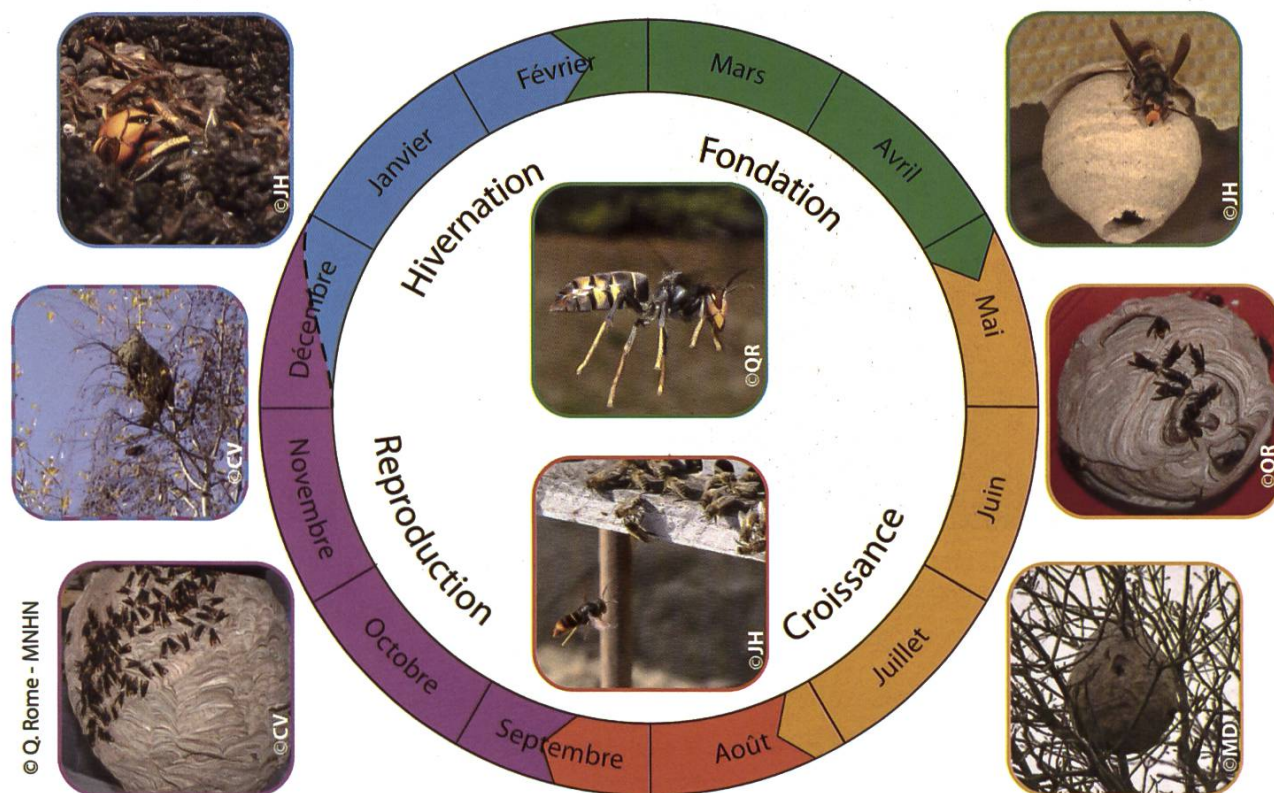 Janvier
Février
Mars
Avril
Mai
Juin
Juillet
Août
Septembre
Octobre
Novembre
Décembre
Hivernation
Fondation
Croissance
Reproduction
©JH
©CV
©CV
©QR
©JH
©JH
©QR
©MDJ
© Q. Rome - MNHN